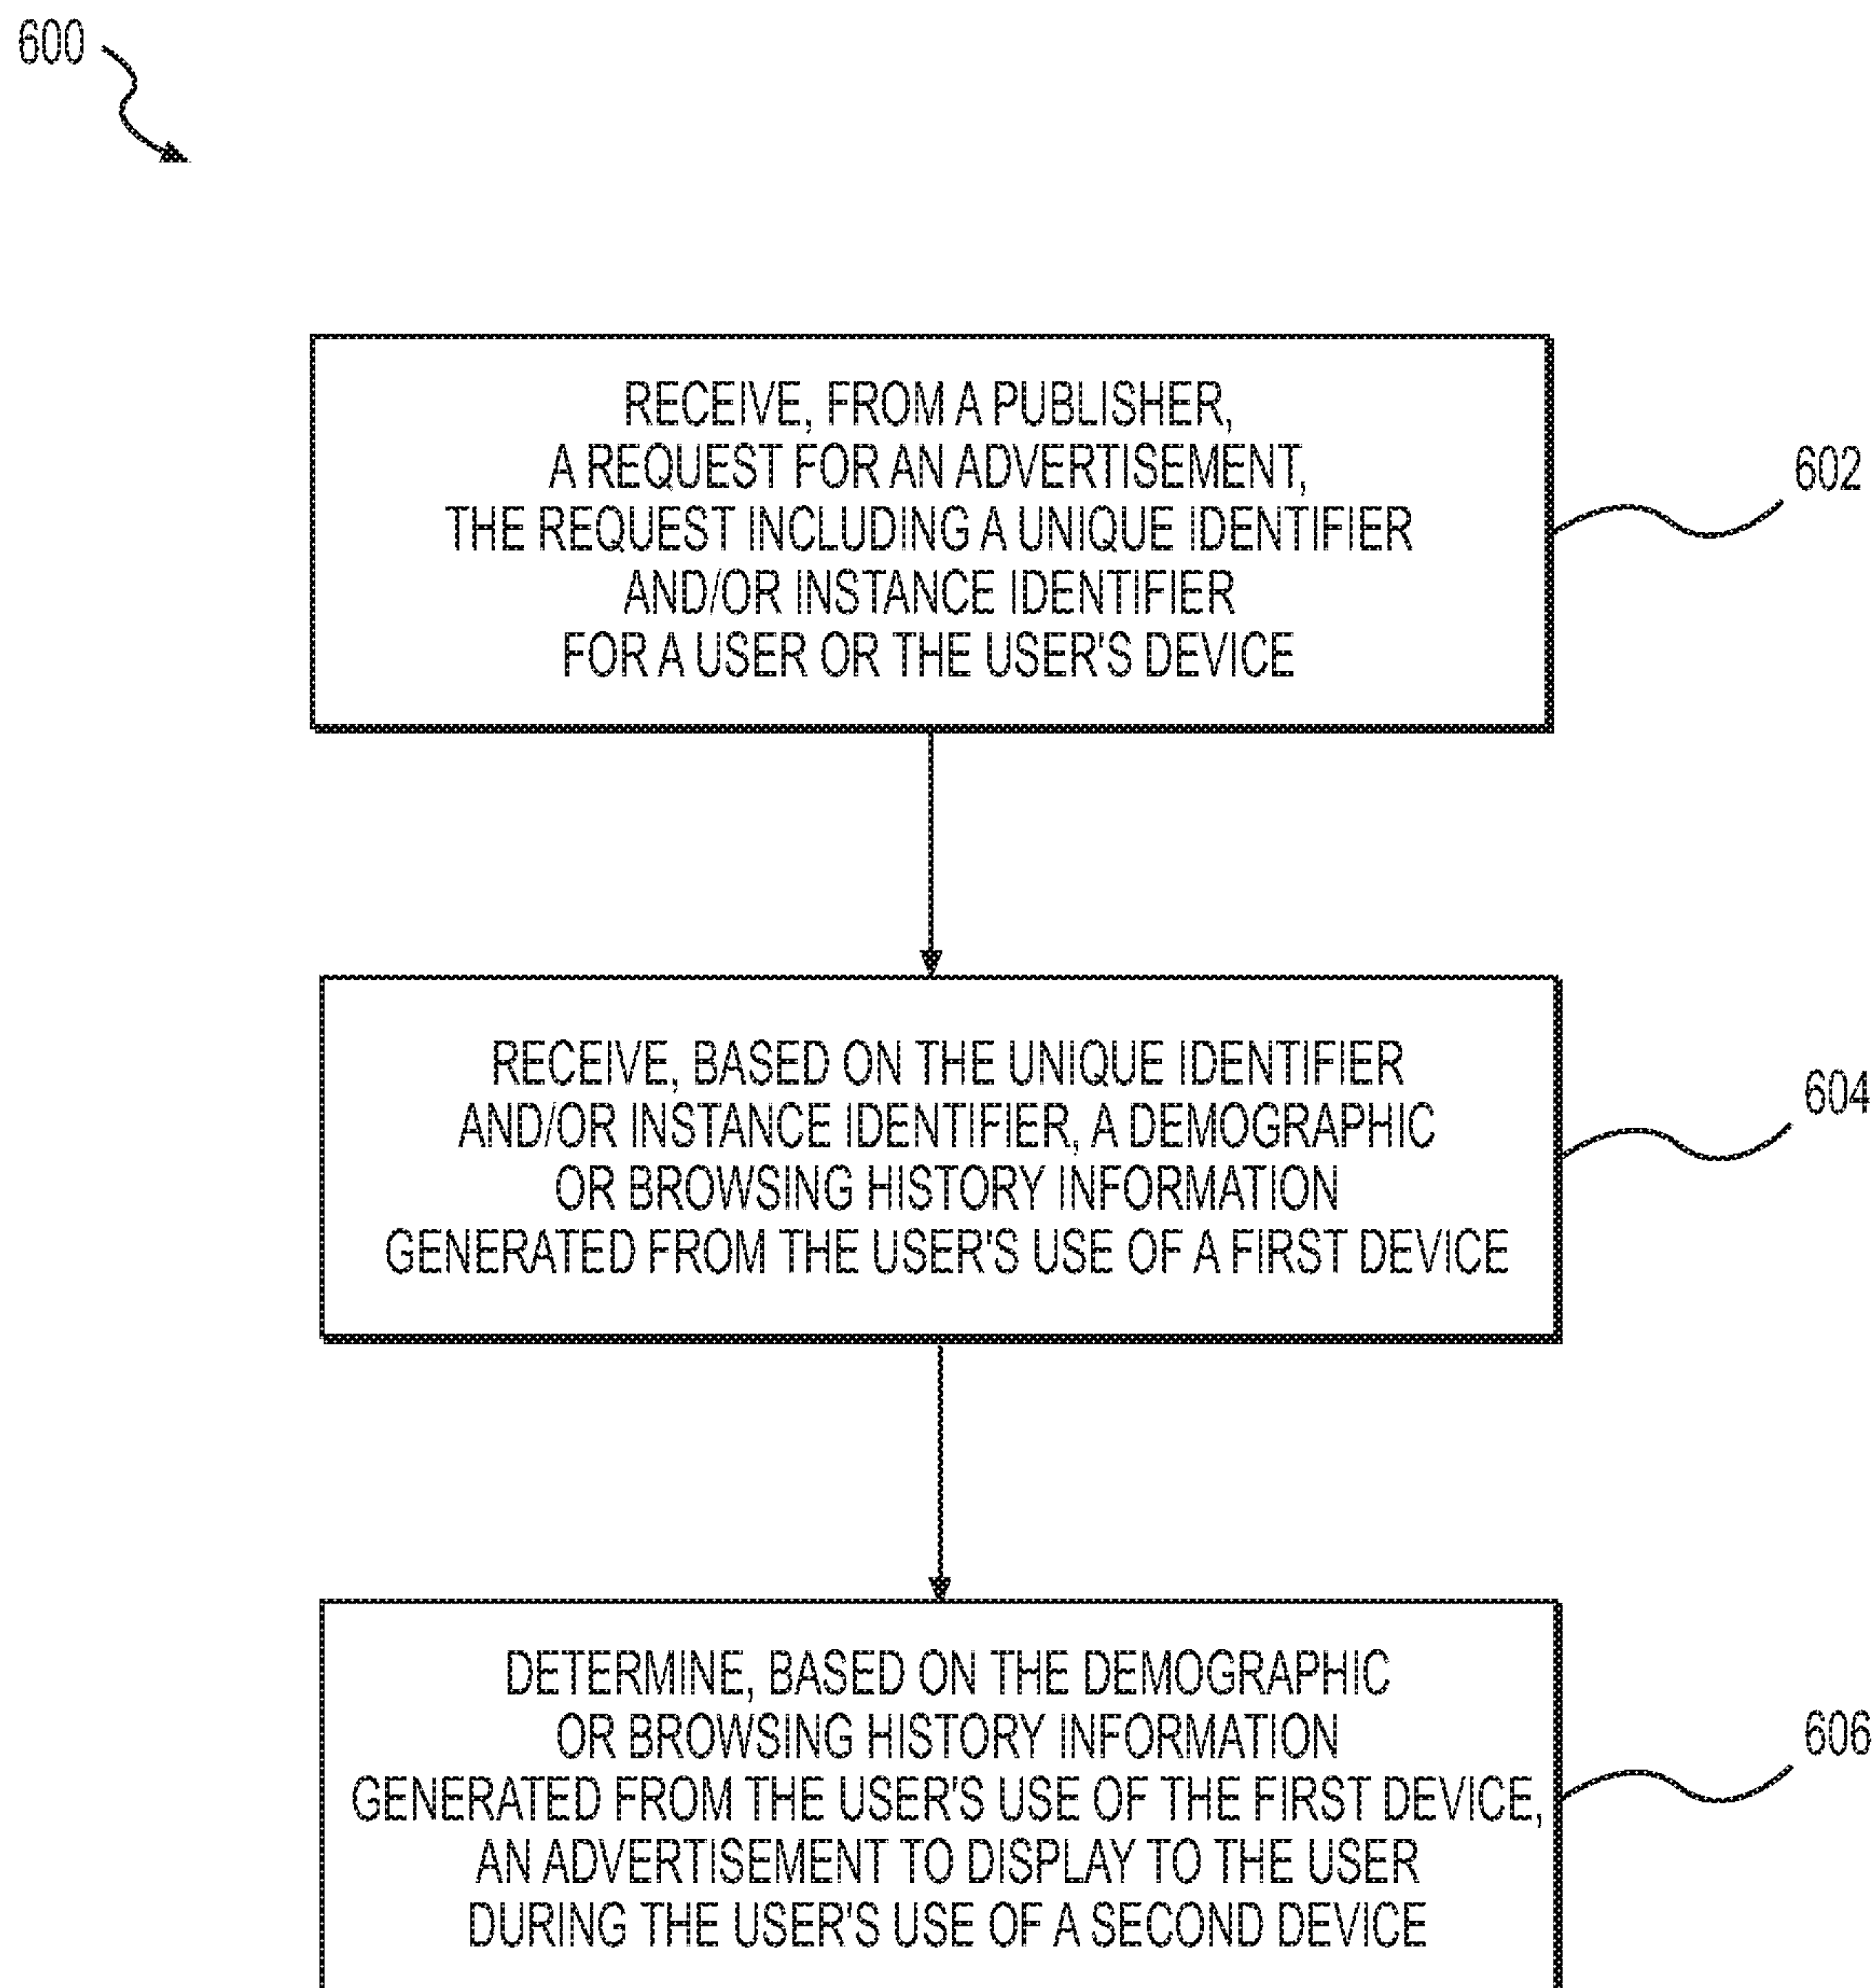 600
RECEIVE, FROM A PUBLISHER,
A REQUEST FOR AN ADVERTISEMENT,
THE REQUEST INCLUDING A UNIQUE IDENTIFIER
AND/OR INSTANCE IDENTIFIER
FOR A USER OR THE USER'S DEVICE
602
RECEIVE, BASED ON THE UNIQUE IDENTIFIER
AND/OR INSTANCE IDENTIFIER, A DEMOGRAPHIC
OR BROWSING HISTORY INFORMATION
GENERATED FROM THE USER'S USE OF A FIRST DEVICE
604
DETERMINE, BASED ON THE DEMOGRAPHIC
OR BROWSING HISTORY INFORMATION
GENERATED FROM THE USER'S USE OF THE FIRST DEVICE,
AN ADVERTISEMENT TO DISPLAY TO THE USER
DURING THE USER'S USE OF A SECOND DEVICE
606